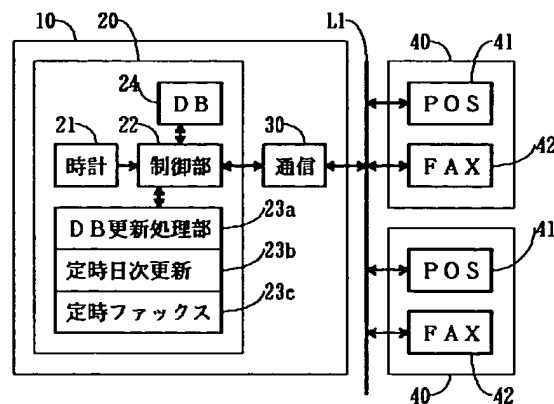 10
20
L1
40
41
24
DB
POS
21
22
30
42
時計
制御部
通信
FAX
23a
DB更新処理部
41
23b
定時日次更新
POS
23c
定時ファックス
FAX
40
42